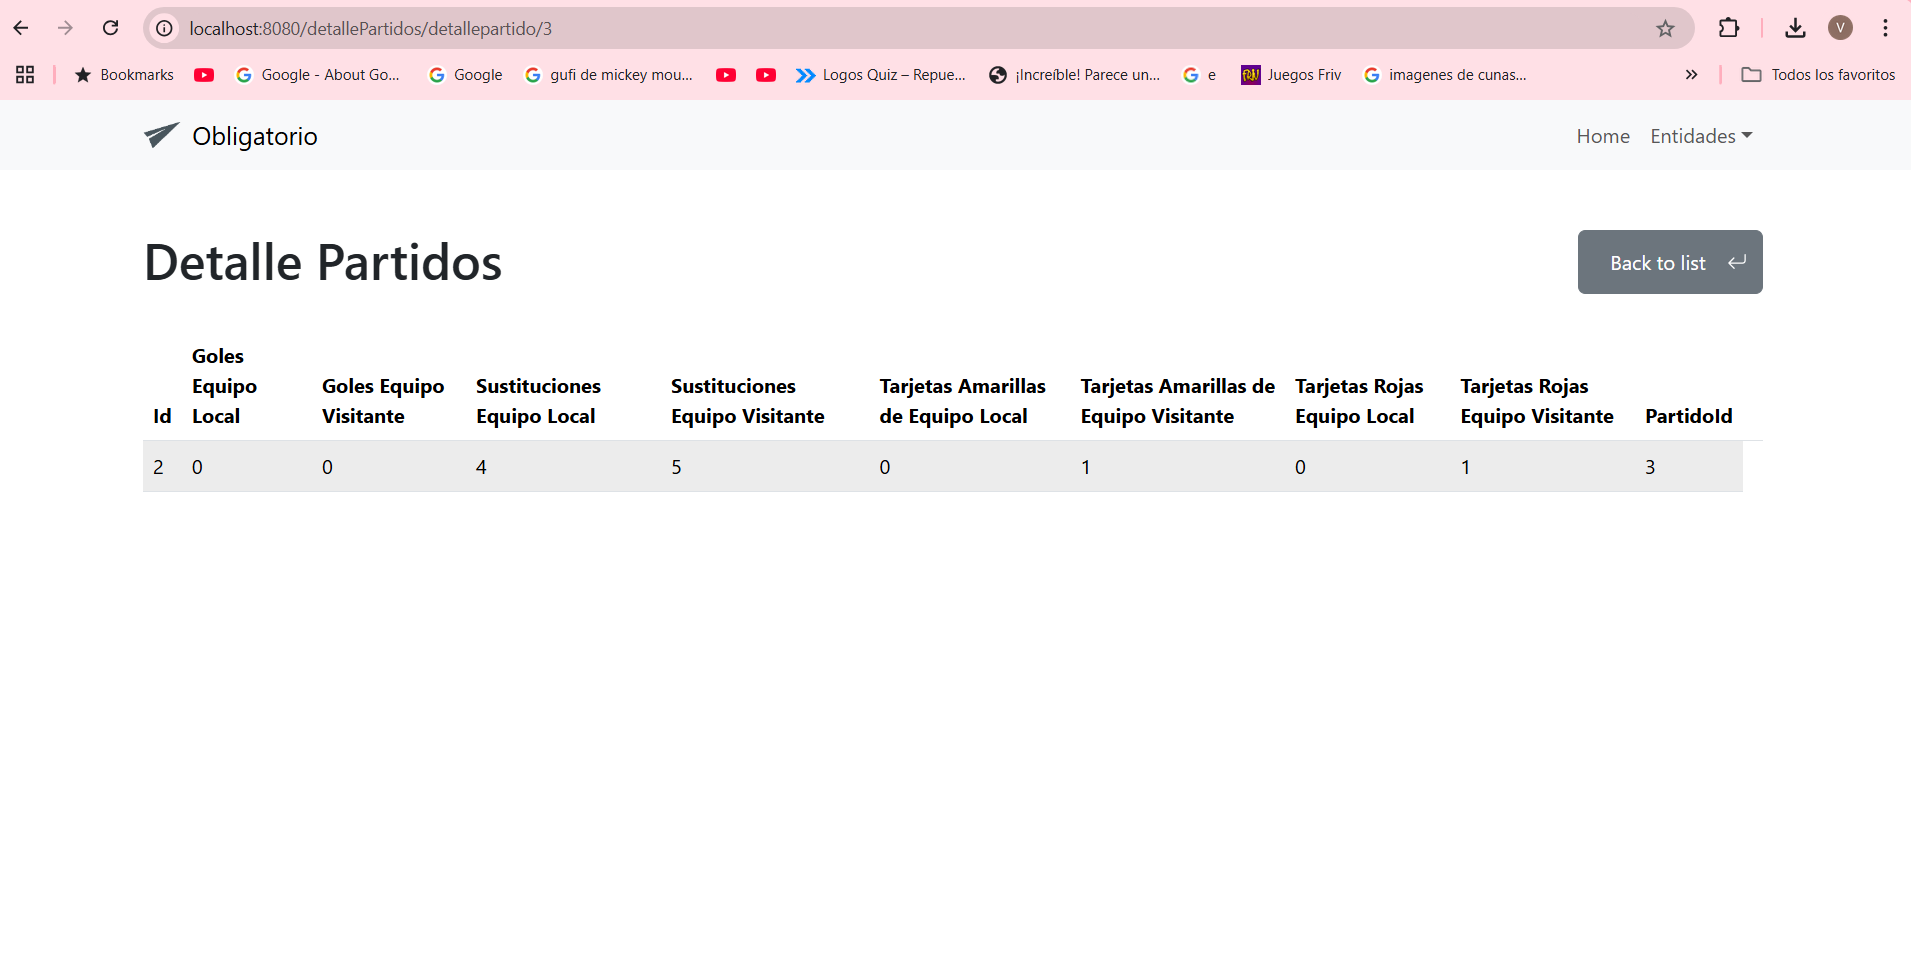 localhost:8080/detallePartidos/detallepartido/3
V
Bookmarks Google - About Go... Google gufi de mickey mou... Logos Quiz – Repue... ¡Increíble! Parece un... e Juegos Friv imagenes de cunas... » Todos los favoritos
Obligatorio Home Entidades
Detalle Partidos Back to list
Id Goles Equipo Local Goles Equipo Visitante Sustituciones Equipo Local Sustituciones Equipo Visitante Tarjetas Amarillas de Equipo Local Tarjetas Amarillas de Equipo Visitante Tarjetas Rojas Equipo Local Tarjetas Rojas Equipo Visitante PartidoId
2 0 0 4 5 0 1 0 1 3